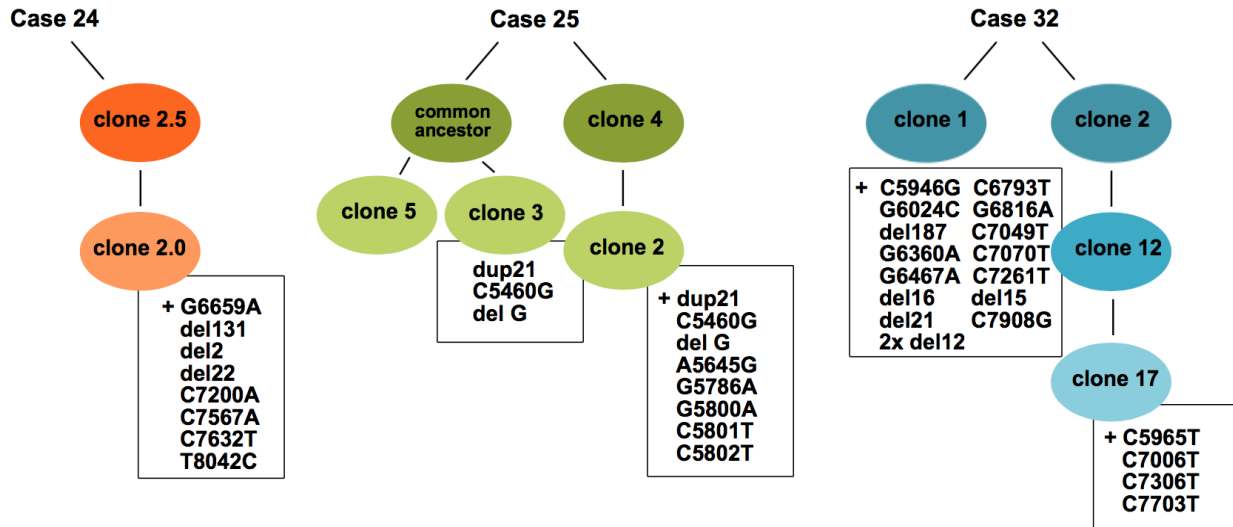 Case 24
clone 2.5
clone 2.0
+ G6659A
del131
del2
del22
C7200A
C7567A
C7632T
T8042C
Case 25
common
ancestor
clone 4
clone 5
clone 3
clone 2
dup21
C5460G
del G
+ dup21
C5460G
del G
A5645G
G5786A
G5800A
C5801T
C5802T
Case 32
clone 1
clone 2
+ C5946G C6793T
G6024C G6816A
del187 C7049T
G6360A C7070T
G6467A C7261T
del16 del15
del21 C7908G
2x del12
clone 12
clone 17
+ C5965T
C7006T
C7306T
C7703T